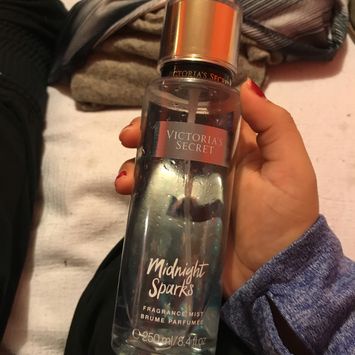 VICTORIA'S SECRET
VICTORIA'S
SECRET
Midnight
Sparks
FRAGRANCE MIST
BRUME PARFUMÉE
℮ 250 ml/8.4 fl oz